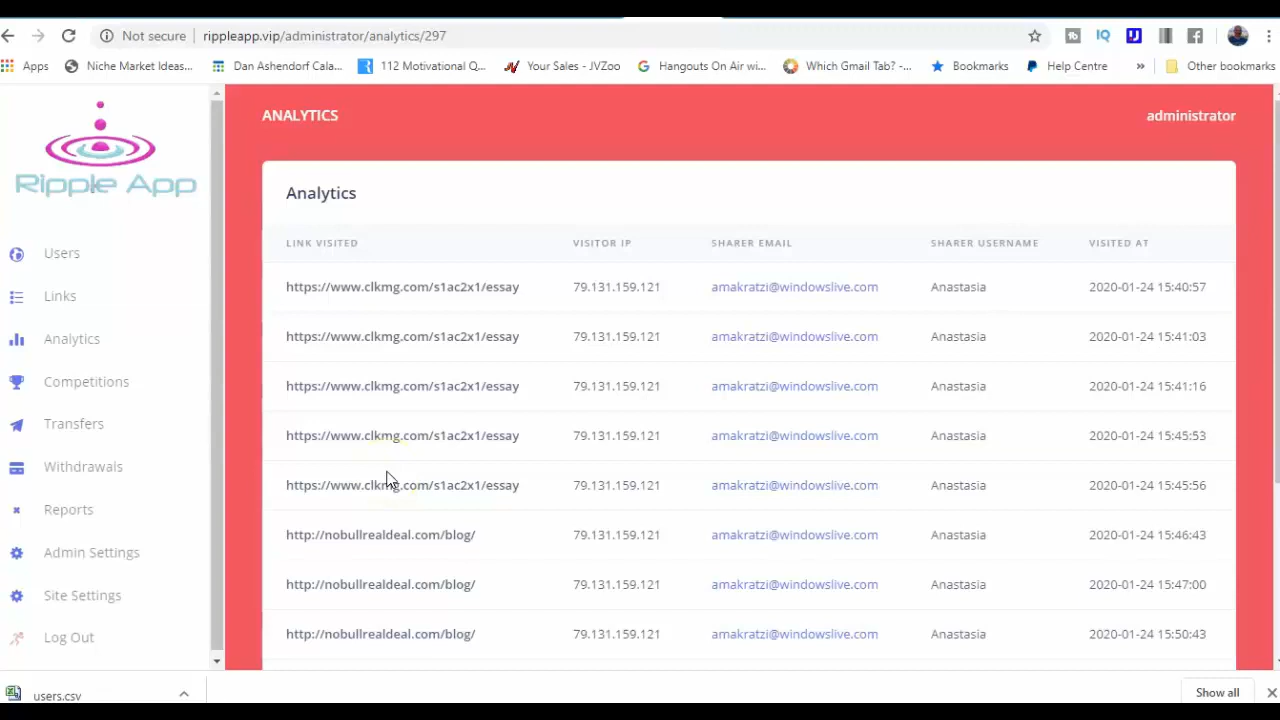 Not secure rippleapp.vip/administrator/analytics/297
Apps Niche Market Ideas... Dan Ashendorf Cala... 112 Motivational Q... Your Sales - JVZoo Hangouts On Air wi... Which Gmail Tab? -... Bookmarks Help Centre » Other bookmarks
Ripple App
Users
Links
Analytics
Competitions
Transfers
Withdrawals
Reports
Admin Settings
Site Settings
Log Out
ANALYTICS administrator
Analytics
LINK VISITED VISITOR IP SHARER EMAIL SHARER USERNAME VISITED AT
https://www.clkmg.com/s1ac2x1/essay 79.131.159.121 amakratzi@windowslive.com Anastasia 2020-01-24 15:40:57
https://www.clkmg.com/s1ac2x1/essay 79.131.159.121 amakratzi@windowslive.com Anastasia 2020-01-24 15:41:03
https://www.clkmg.com/s1ac2x1/essay 79.131.159.121 amakratzi@windowslive.com Anastasia 2020-01-24 15:41:16
https://www.clkmg.com/s1ac2x1/essay 79.131.159.121 amakratzi@windowslive.com Anastasia 2020-01-24 15:45:53
https://www.clkmg.com/s1ac2x1/essay 79.131.159.121 amakratzi@windowslive.com Anastasia 2020-01-24 15:45:56
http://nobullrealdeal.com/blog/ 79.131.159.121 amakratzi@windowslive.com Anastasia 2020-01-24 15:46:43
http://nobullrealdeal.com/blog/ 79.131.159.121 amakratzi@windowslive.com Anastasia 2020-01-24 15:47:00
http://nobullrealdeal.com/blog/ 79.131.159.121 amakratzi@windowslive.com Anastasia 2020-01-24 15:50:43
users.csv Show all